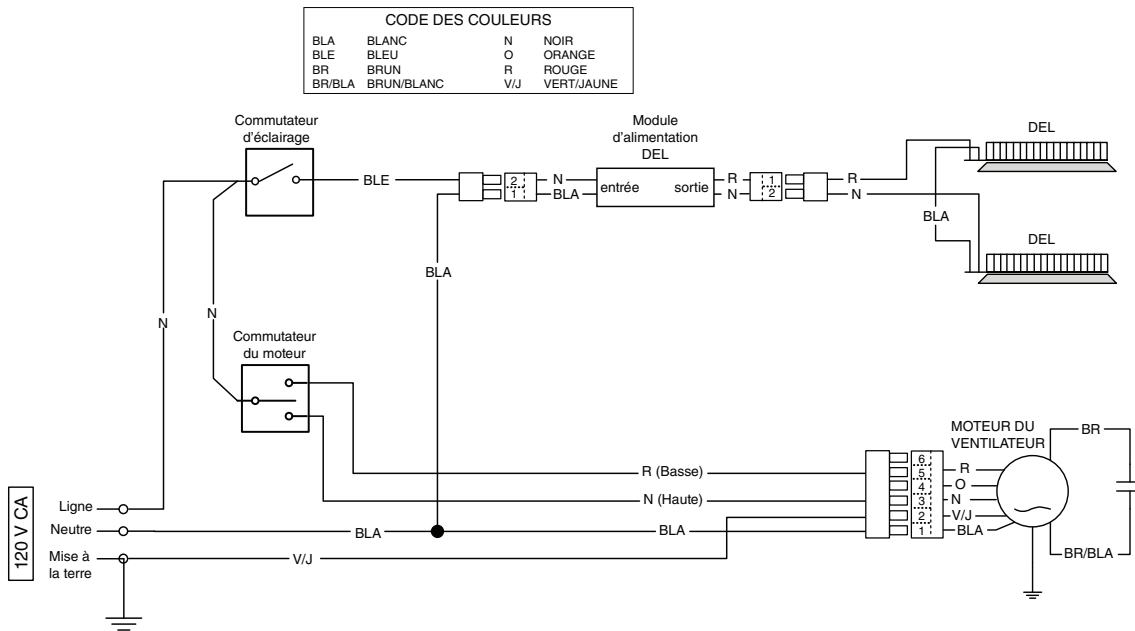 CODE DES COULEURS
BLA BLANC N NOIR
BLE BLEU O ORANGE
BR BRUN R ROUGE
BR/BLA BRUN/BLANC V/J VERT/JAUNE
Commutateur
d'éclairage
Module
d'alimentation
DEL
DEL
BLE
2
1
N
BLA
entrée
sortie
R
N
1
2
R
N
BLA
DEL
BLA
N
N
Commutateur
du moteur
MOTEUR DU
VENTILATEUR
BR
R (Basse)
N (Haute)
6
5
4
3
2
1
R
O
N
V/J
BLA
BR/BLA
120 V CA
Ligne
Neutre
Mise à
la terre
BLA
BLA
V/J